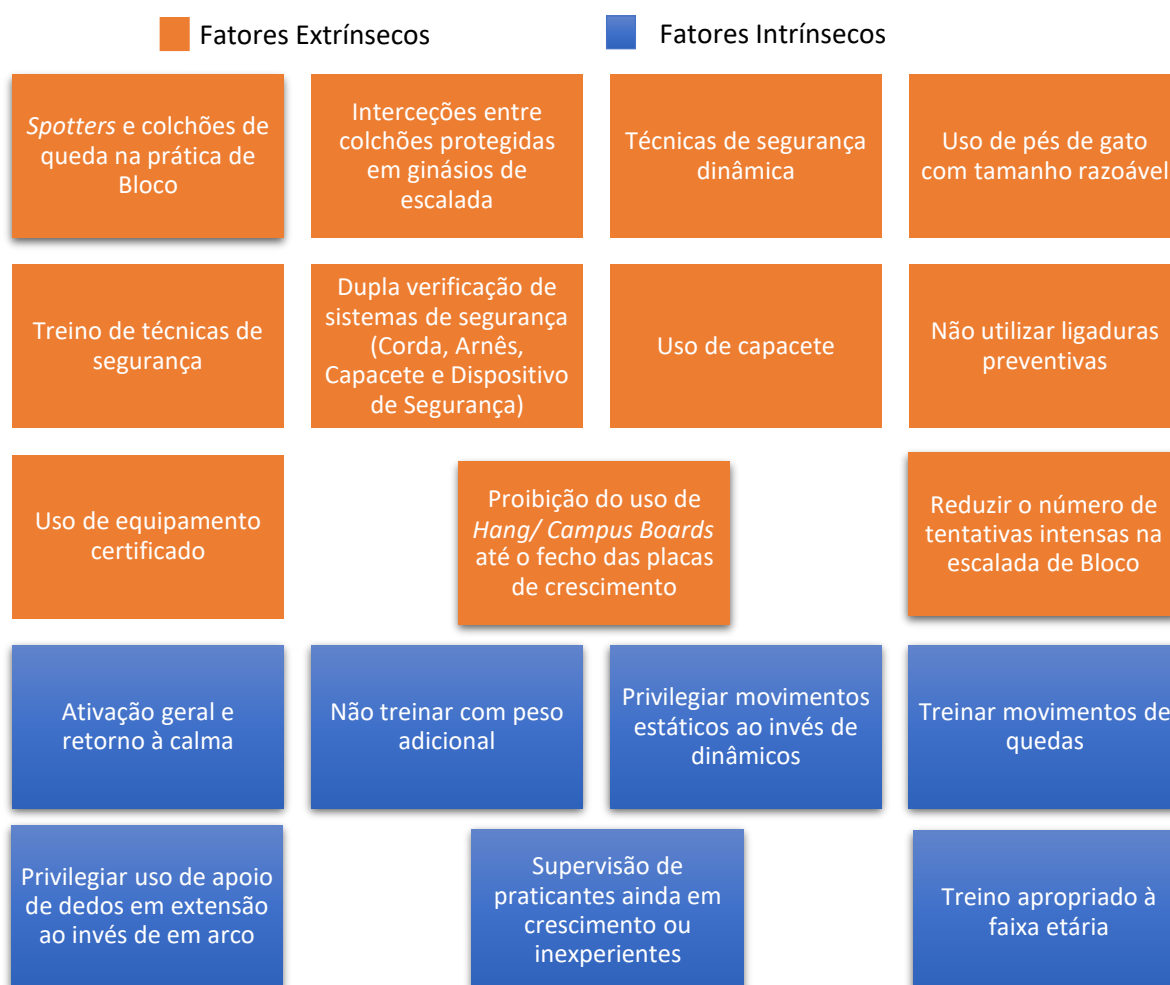 Fatores Extrínsecos
Fatores Intrínsecos
Spotters e colchões de
queda na prática de
Bloco
Interceções entre
colchões protegidas
em ginásios de
escalada
Técnicas de segurança
dinâmica
Uso de pés de gato
com tamanho razoável
Treino de técnicas de
segurança
Dupla verificação de
sistemas de segurança
(Corda, Arnês,
Capacete e Dispositivo
de Segurança)
Uso de capacete
Não utilizar ligaduras
preventivas
Uso de equipamento
certificado
Proibição do uso de
Hang/ Campus Boards
até o fecho das placas
de crescimento
Reduzir o número de
tentativas intensas na
escalada de Bloco
Ativação geral e
retorno à calma
Não treinar com peso
adicional
Privilegiar movimentos
estáticos ao invés de
dinâmicos
Treinar movimentos de
quedas
Privilegiar uso de apoio
de dedos em extensão
ao invés de em arco
Supervisão de
praticantes ainda em
crescimento ou
inexperientes
Treino apropriado à
faixa etária